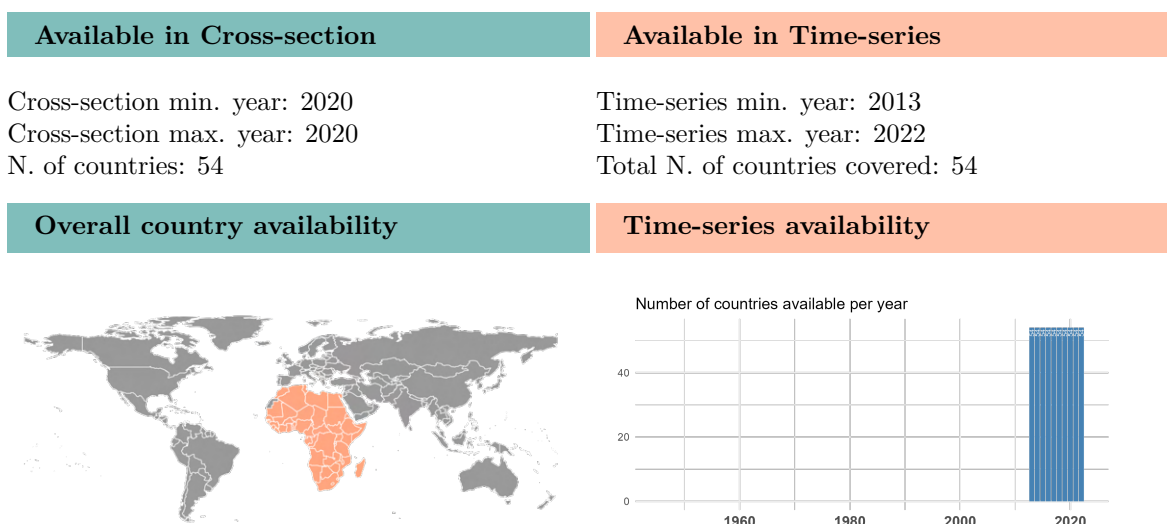 Available in Cross-section
Cross-section min. year: 2020
Cross-section max. year: 2020
N. of countries: 54
Available in Time-series
Time-series min. year: 2013
Time-series max. year: 2022
Total N. of countries covered: 54
Overall country availability
Time-series availability
Number of countries available per year
40
20
0
1960
1980
2000
2020